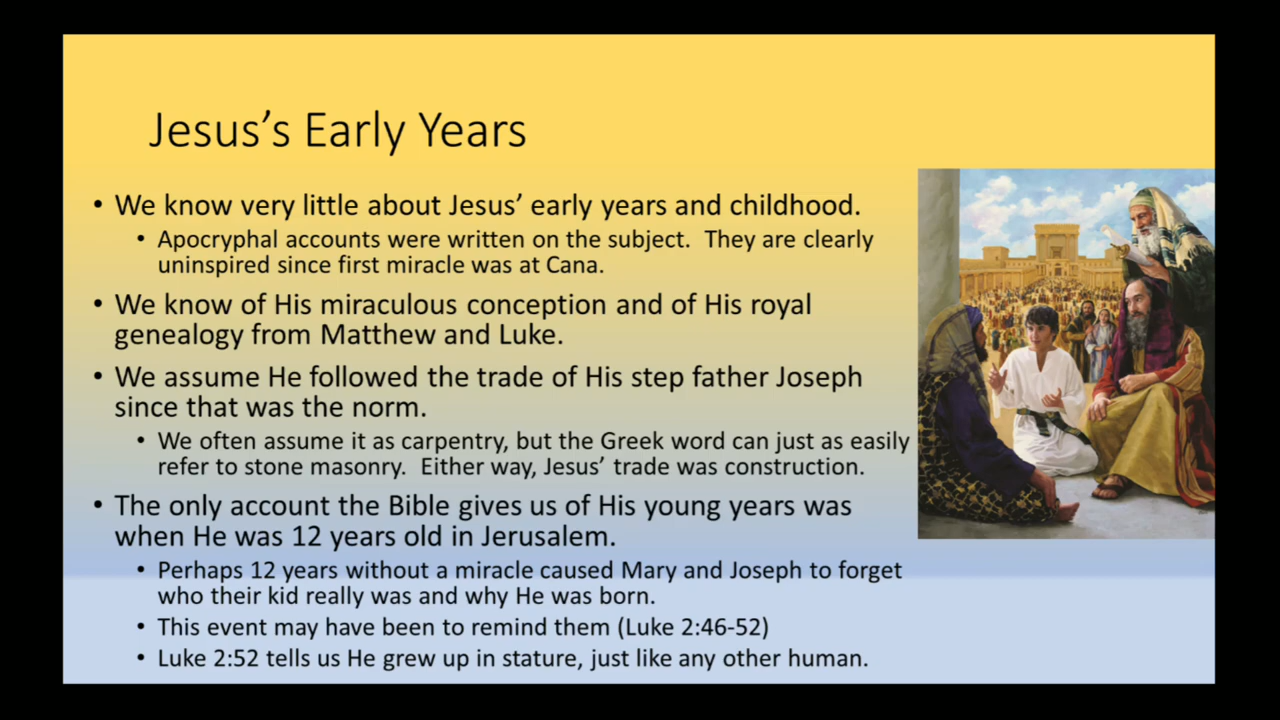 Jesus’s Early Years
• We know very little about Jesus’ early years and childhood.
• Apocryphal accounts were written on the subject.  They are clearly
uninspired since first miracle was at Cana.
• We know of His miraculous conception and of His royal
genealogy from Matthew and Luke.
• We assume He followed the trade of His step father Joseph
since that was the norm.
• We often assume it as carpentry, but the Greek word can just as easily
refer to stone masonry.  Either way, Jesus’ trade was construction.
• The only account the Bible gives us of His young years was
when He was 12 years old in Jerusalem.
• Perhaps 12 years without a miracle caused Mary and Joseph to forget
who their kid really was and why He was born.
• This event may have been to remind them (Luke 2:46-52)
• Luke 2:52 tells us He grew up in stature, just like any other human.